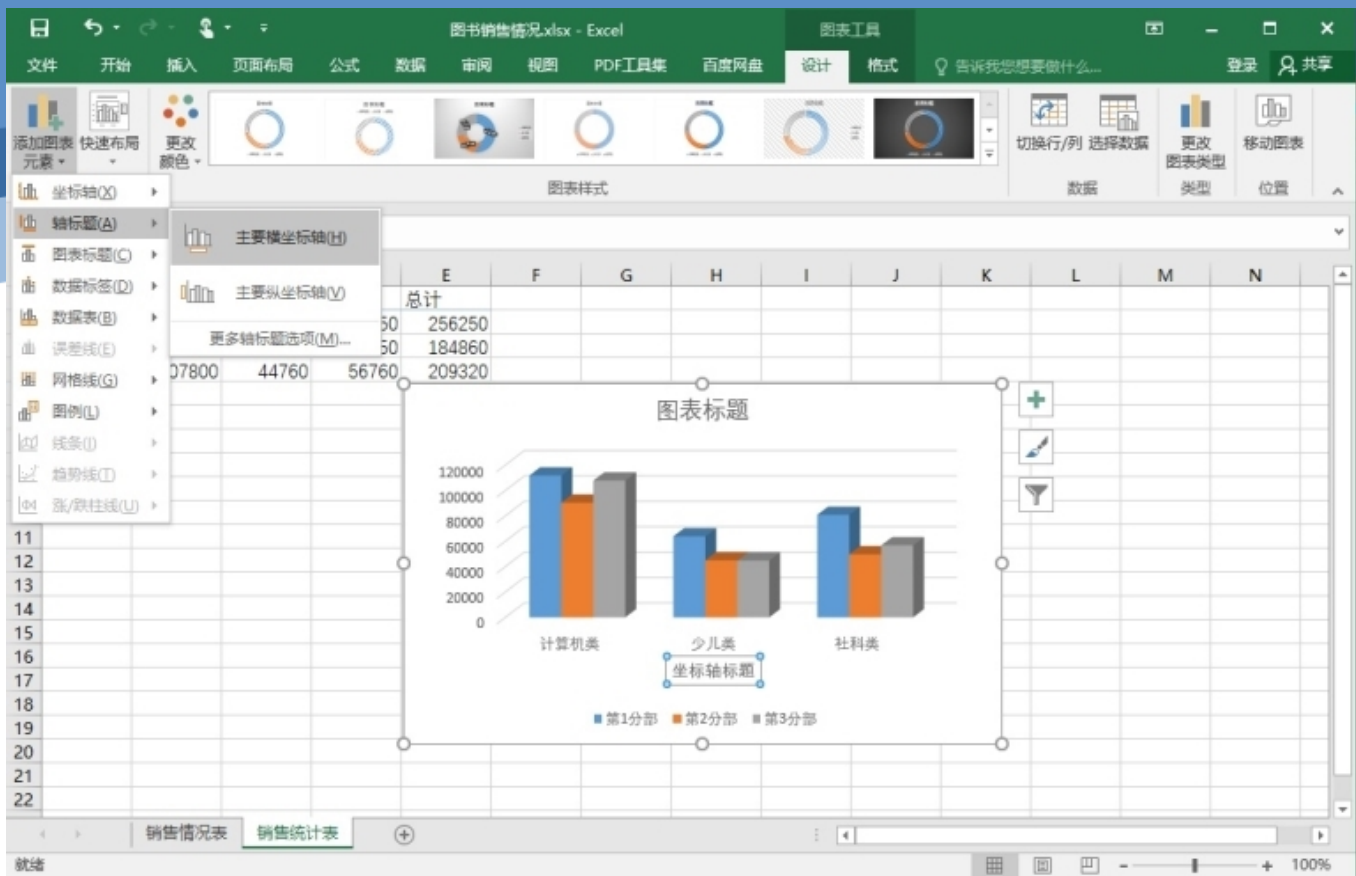 图书销售情况.xlsx - Excel
图表工具
文件 开始 插入 页面布局 公式 数据 审阅 视图 PDF工具集 百度网盘 设计 格式 告诉我您想要做什么... 登录 共享
添加图表元素 快速布局 更改颜色 切换行/列 选择数据 更改图表类型 移动图表
图表样式 数据 类型 位置
坐标轴(X)
轴标题(A)
图表标题(C)
数据标签(D)
数据表(B)
误差线(E)
网格线(G)
图例(L)
线条(I)
趋势线(T)
涨/跌柱线(U)
主要横坐标轴(H)
主要纵坐标轴(V)
更多轴标题选项(M)...
E F G H I J K L M N
总计
50 256250
50 184860
07800 44760 56760 209320
11
12
13
14
15
16
17
18
19
20
21
22
图表标题
120000
100000
80000
60000
40000
20000
0
计算机类 少儿类 社科类
坐标轴标题
第1分部 第2分部 第3分部
销售情况表 销售统计表
就绪 100%